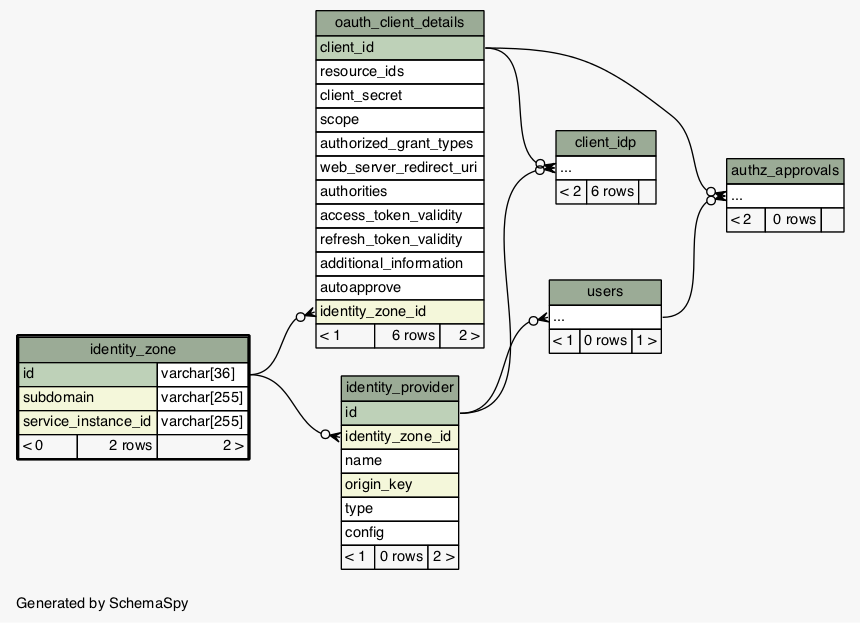 oauth_client_details
client_id
resource_ids
client_secret
scope
authorized_grant_types
web_server_redirect_uri
authorities
access_token_validity
refresh_token_validity
additional_information
autoapprove
identity_zone_id
< 1 6 rows 2 >
client_idp
...
< 2 6 rows
authz_approvals
...
< 2 0 rows
users
...
< 1 0 rows 1 >
identity_zone
id varchar[36]
subdomain varchar[255]
service_instance_id varchar[255]
< 0 2 rows 2 >
identity_provider
id
identity_zone_id
name
origin_key
type
config
< 1 0 rows 2 >
Generated by SchemaSpy